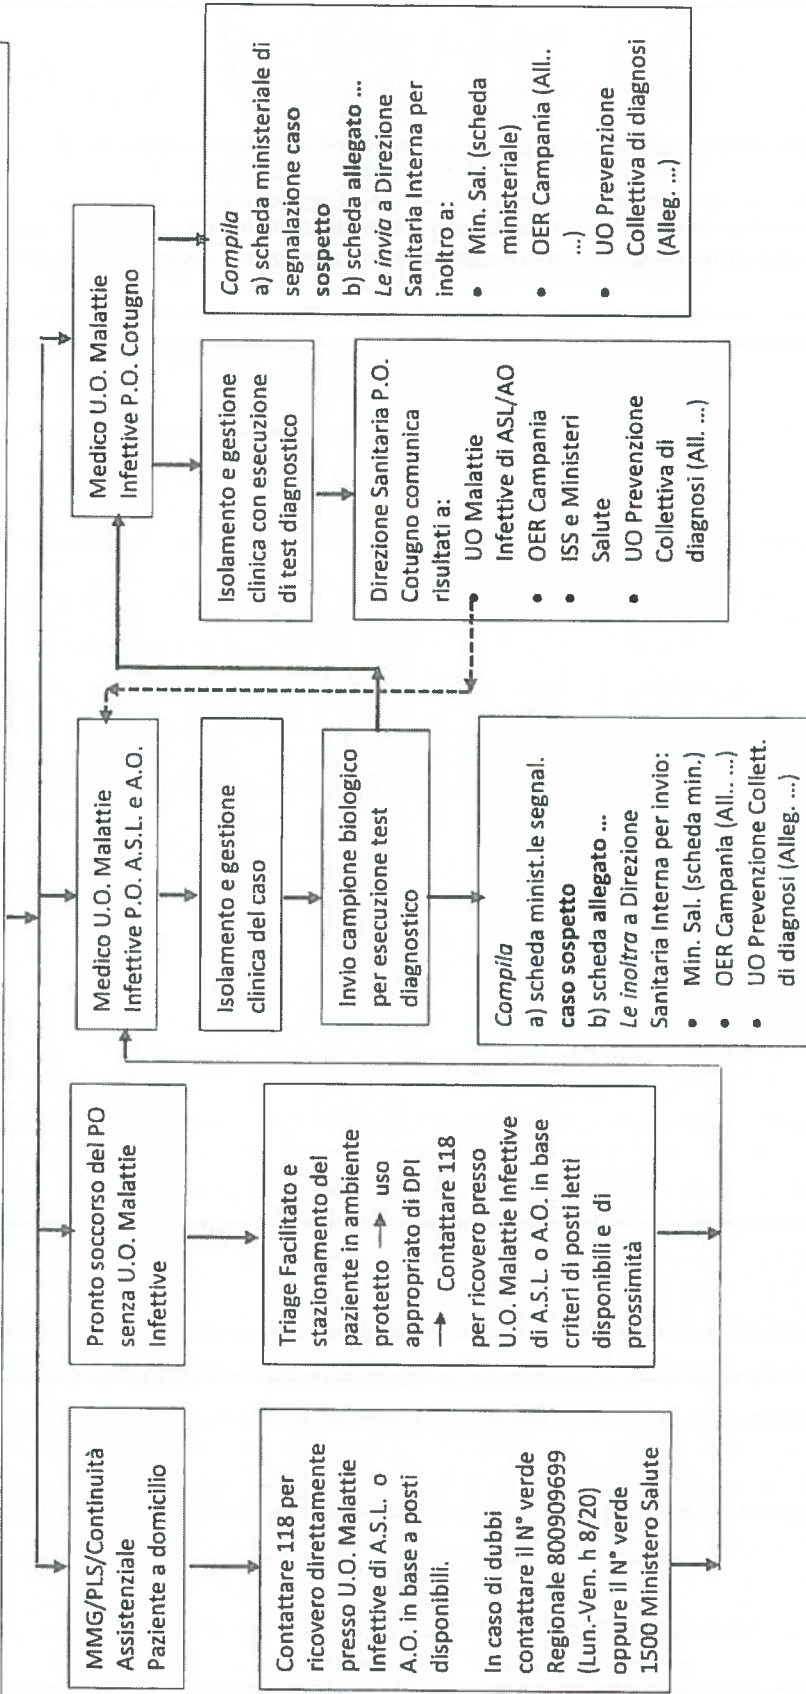 MMG/PLS/Continuità
Assistenziale
Paziente a domicilio
Contattare 118 per
ricovero direttamente
presso U.O. Malattie
Infettive di A.S.L. o
A.O. in base a posti
disponibili.
In caso di dubbi
contattare il N° verde
Regionale 800909699
(Lun.-Ven. h 8/20)
oppure il N° verde
1500 Ministero Salute
Pronto soccorso del PO
senza U.O. Malattie
Infettive
Triage Facilitato e
stazionamento del
paziente in ambiente
protetto → uso
appropriato di DPI
→ Contattare 118
per ricovero presso
U.O. Malattie Infettive
di A.S.L. o A.O. in base
criteri di posti letti
disponibili e di
prossimità
Medico U.O. Malattie
Infettive P.O. A.S.L. e A.O.
Isolamento e gestione
clinica del caso
Invio campione biologico
per esecuzione test
diagnostico
Compila
a) scheda minist.le segnal.
caso sospetto
b) scheda allegato ...
Le inoltra a Direzione
Sanitaria Interna per invio:
• Min. Sal. (scheda min.)
• OER Campania (All.. ...)
• UO Prevenzione Collett.
di diagnosi (Alleg. ...)
Medico U.O. Malattie
Infettive P.O. Cotugno
Isolamento e gestione
clinica con esecuzione
di test diagnostico
Direzione Sanitaria P.O.
Cotugno comunica
risultati a:
• UO Malattie
Infettive di ASL/AO
• OER Campania
• ISS e Ministeri
Salute
• UO Prevenzione
Collettiva di
diagnosi (All. ...)
Compila
a) scheda ministeriale di
segnalazione caso
sospetto
b) scheda allegato ...
Le invia a Direzione
Sanitaria Interna per
inoltro a:
• Min. Sal. (scheda
ministeriale)
• OER Campania (All..
...)
• UO Prevenzione
Collettiva di diagnosi
(Alleg. ...)